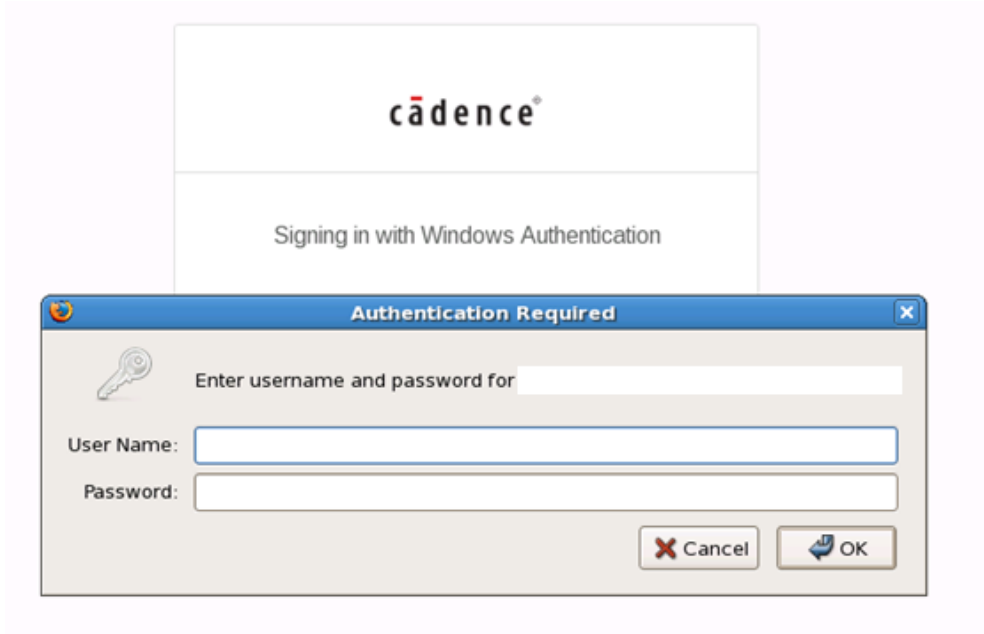 cādence®
Signing in with Windows Authentication
Authentication Required
Enter username and password for
User Name:
Password:
Cancel
OK